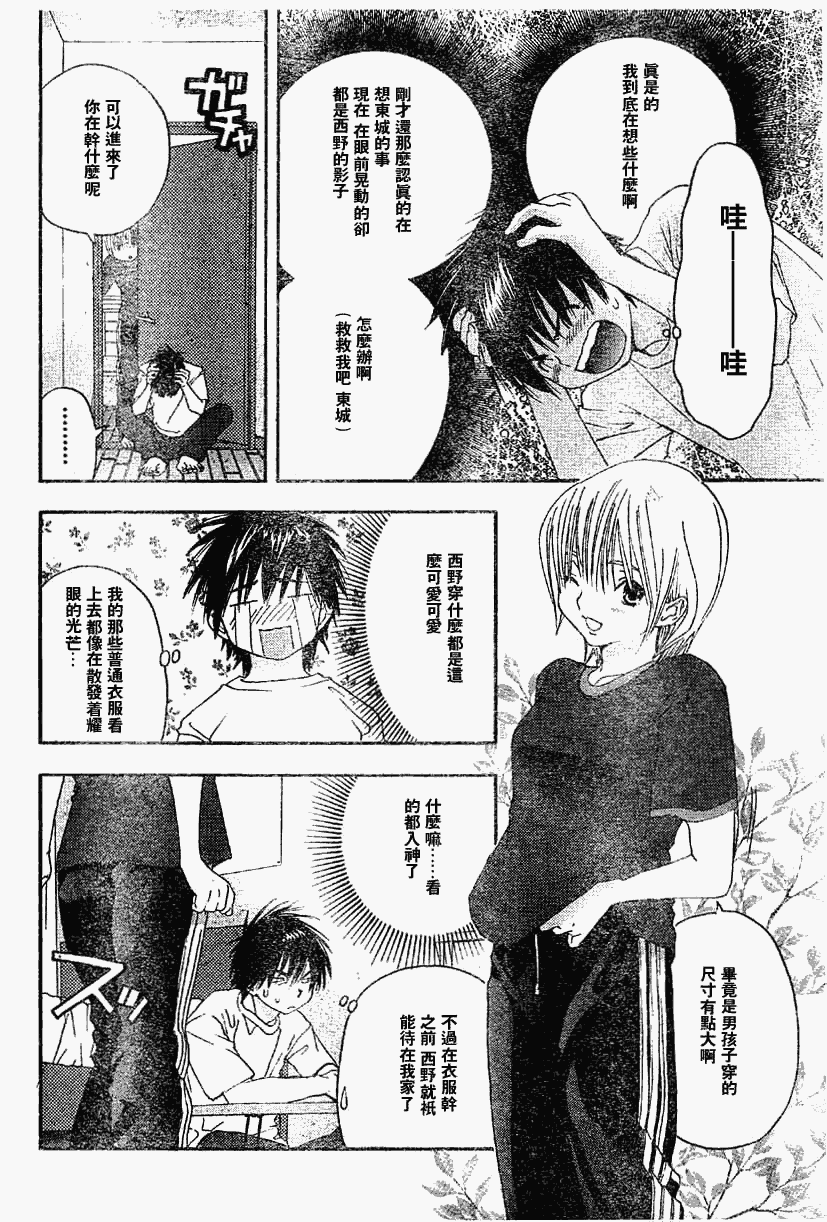 真是的
我到底在想些什麼啊
哇——哇
剛才還那麼認真的在
想東城的事
現在 在眼前晃動的卻
都是西野的影子
怎麼辦啊
（救救我吧 東城）
ガチャ
可以進來了
你在幹什麼呢
………
西野穿什麼都是這
麼可愛可愛
我的那些普通衣服看
上去都像在散發着耀
眼的光芒…
畢竟是男孩子穿的
尺寸有點大啊
什麼嘛……看
的都入神了
不過在衣服幹
之前 西野就衹
能待在我家了
ズッ